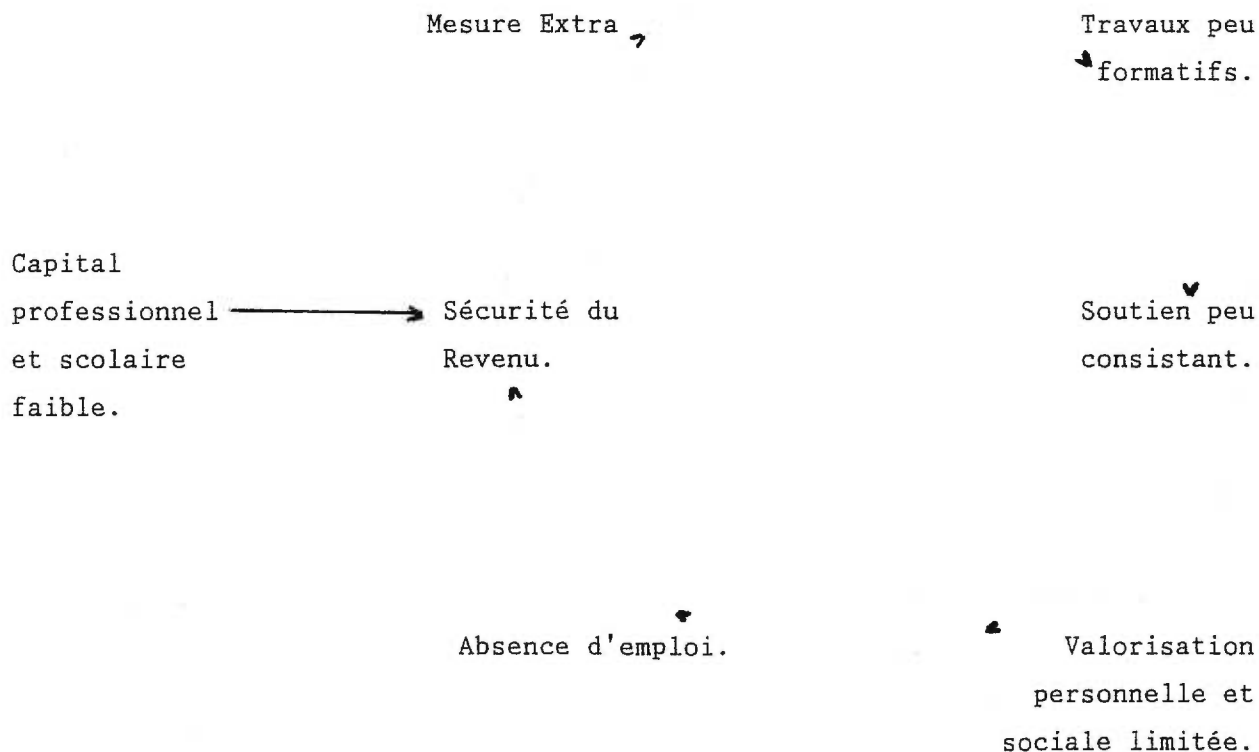 Mesure Extra
Travaux peu
formatifs.
Capital
professionnel
et scolaire
faible.
Sécurité du
Revenu.
Soutien peu
consistant.
Absence d'emploi.
Valorisation
personnelle et
sociale limitée.